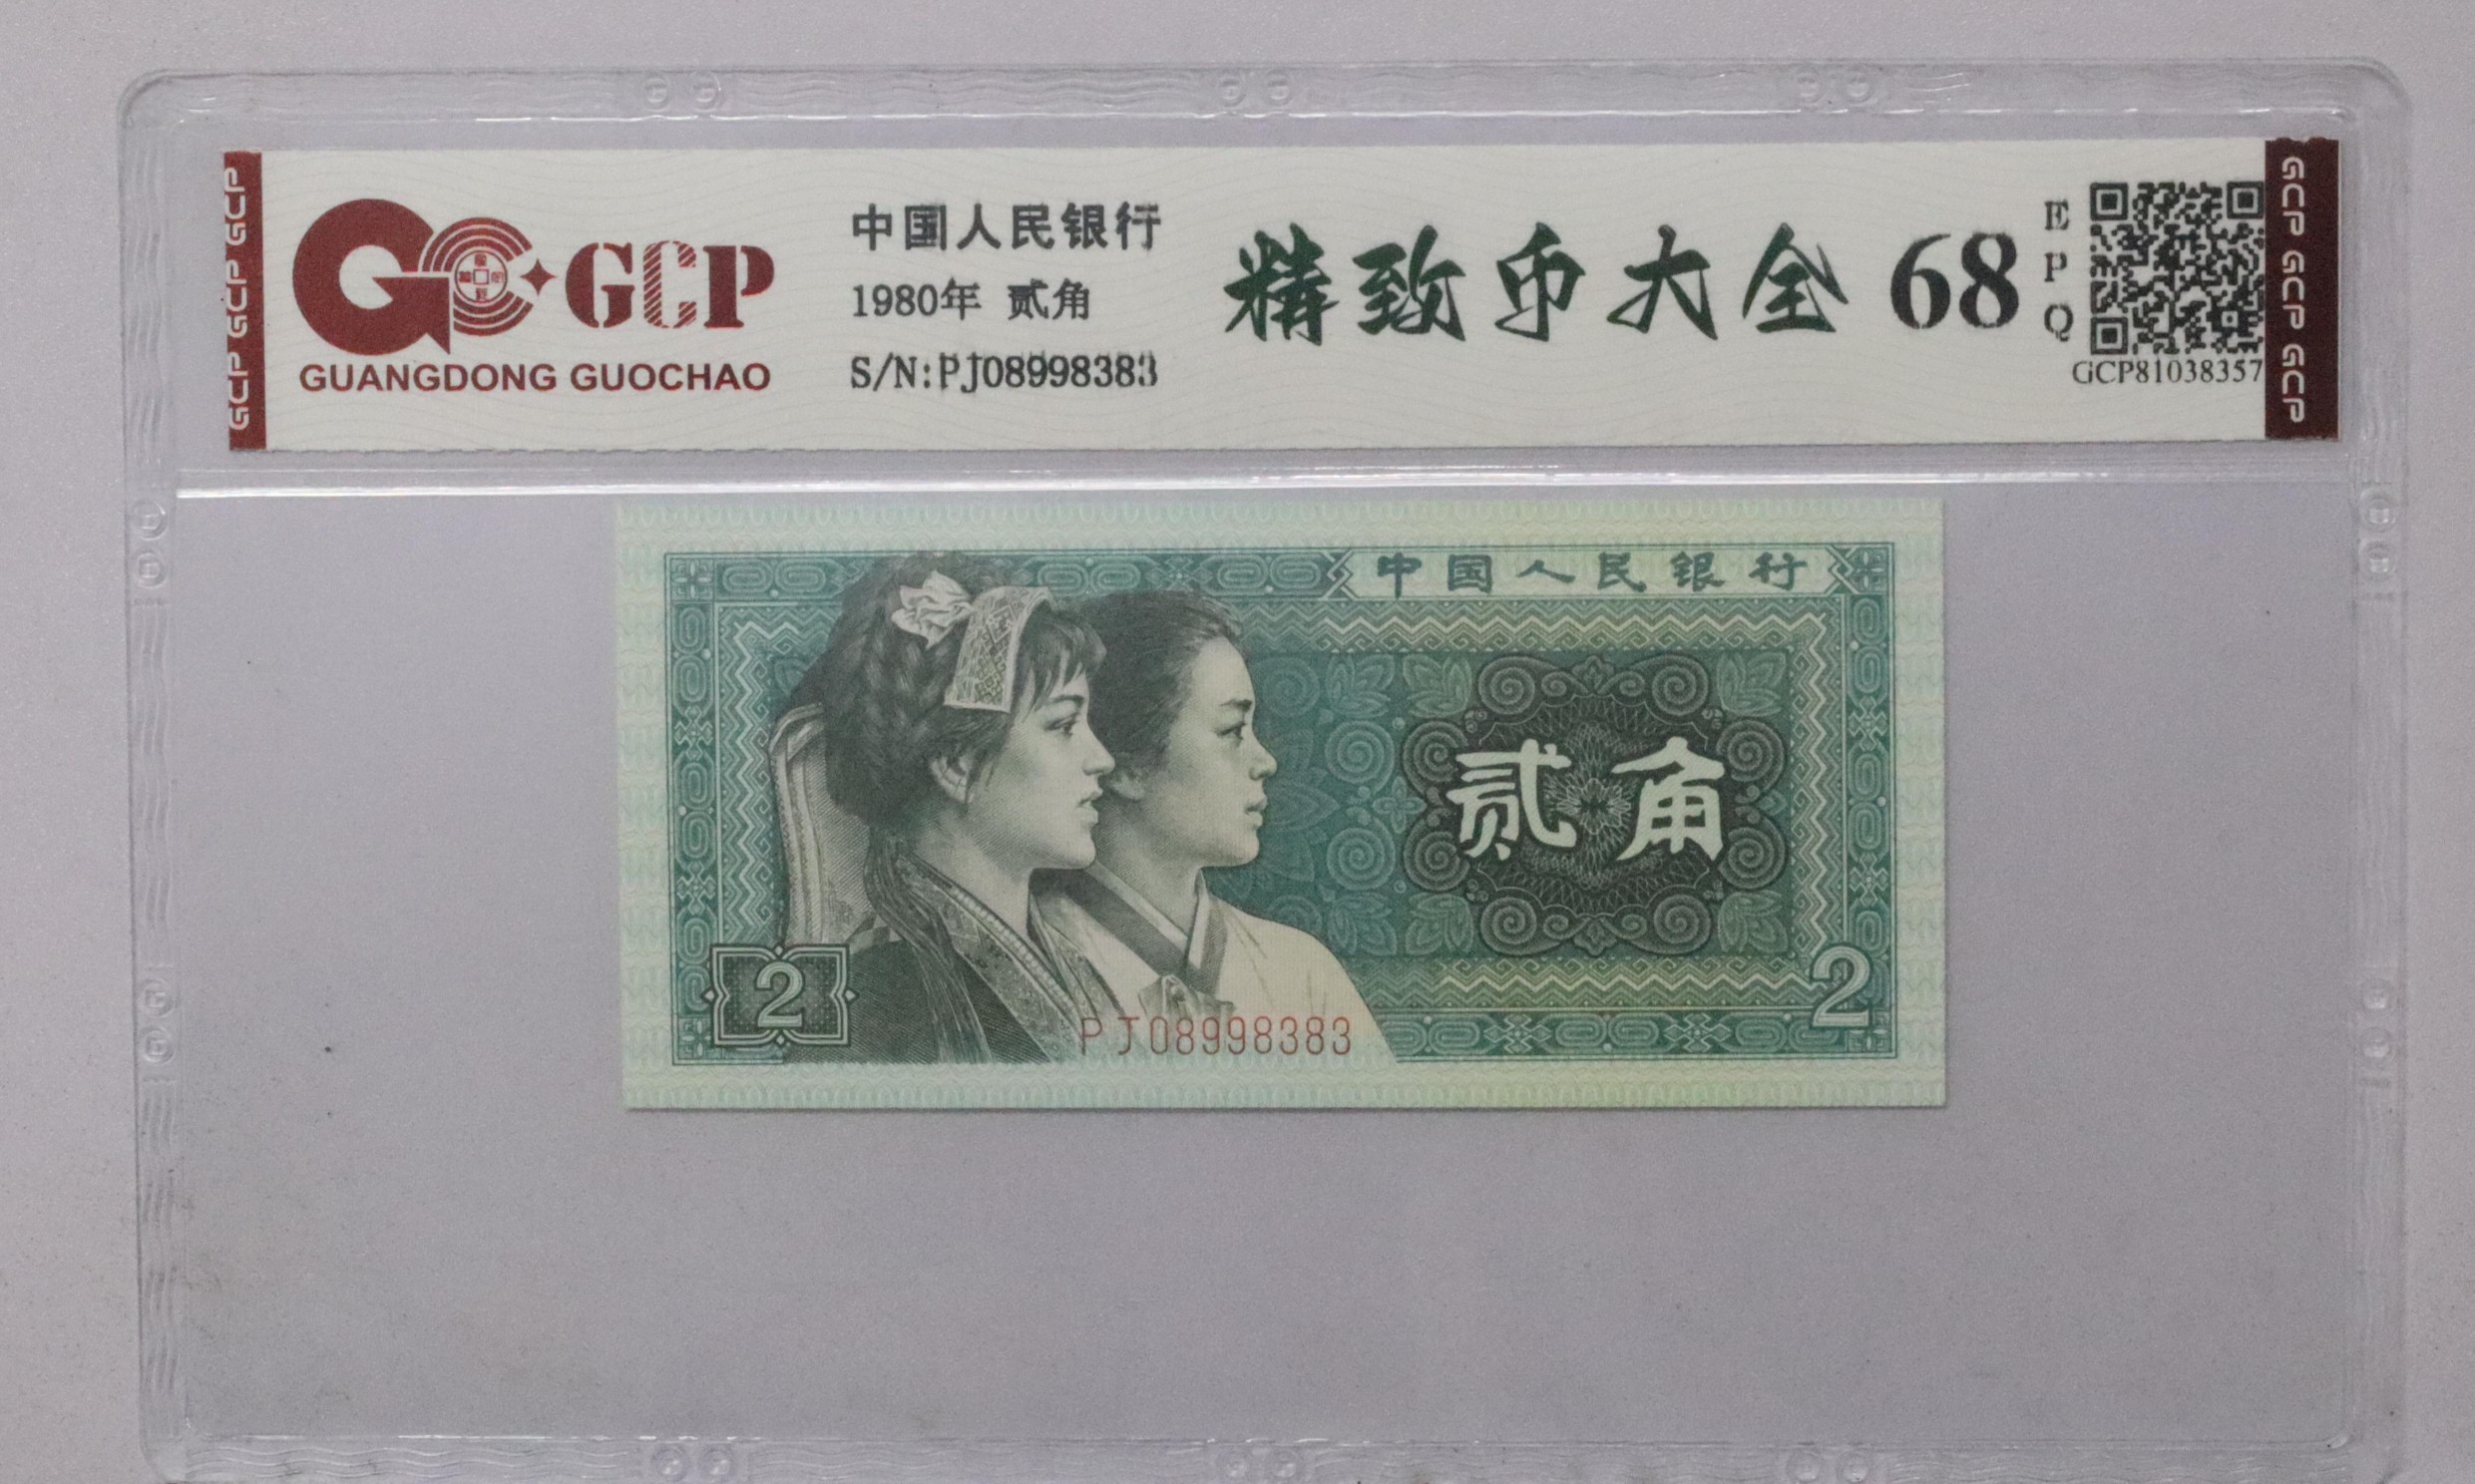 GCP GCP GCP
GCP
GUANGDONG GUOCHAO
中国人民银行
1980年 贰角
S/N:PJ08998383
精致币大全 68
EPQ
GCP81038357
GCP GCP GCP
中国人民银行
贰角
2
2
PJ08998383